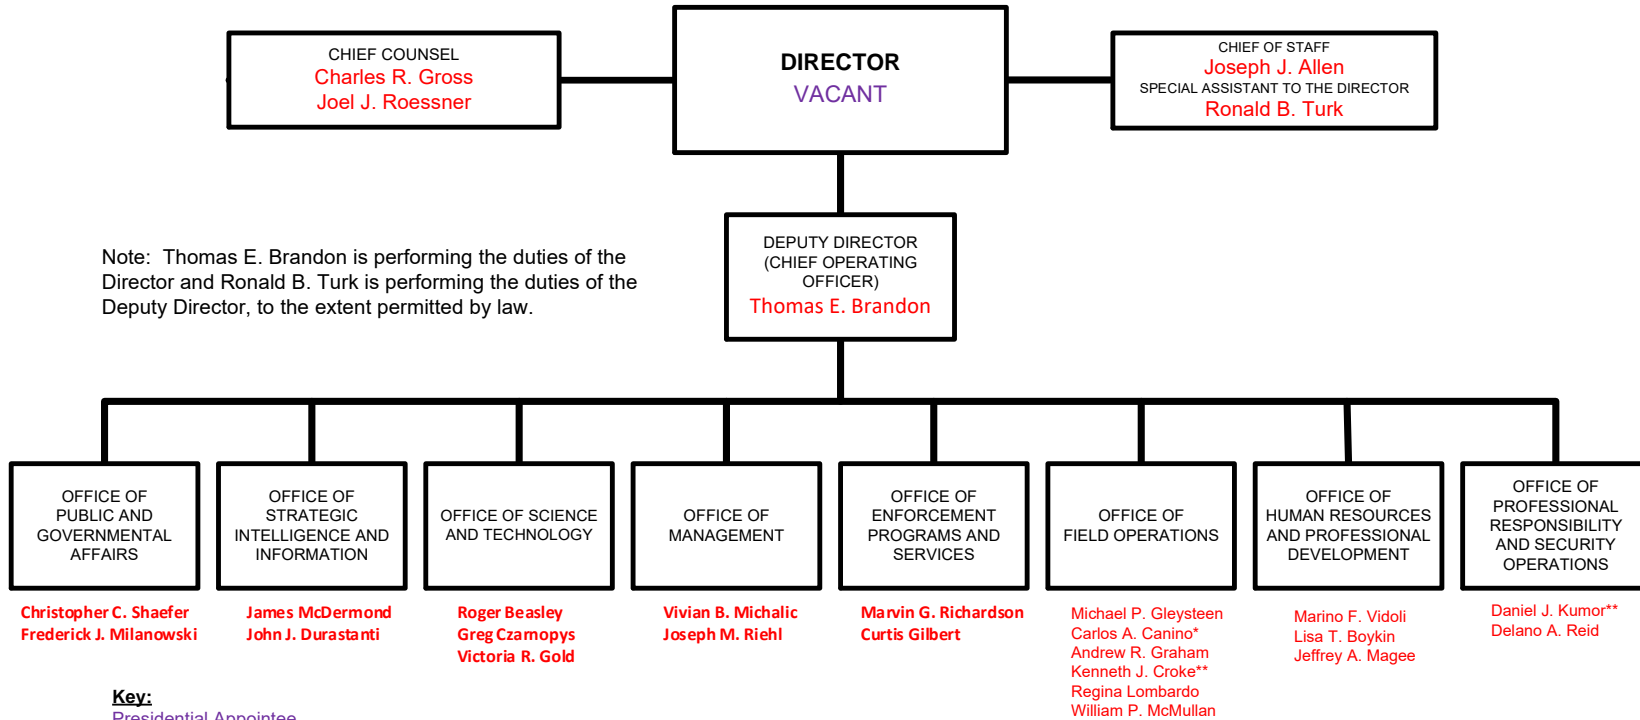 CHIEF COUNSEL
Charles R. Gross
Joel J. Roessner
DIRECTOR
VACANT
CHIEF OF STAFF
Joseph J. Allen
SPECIAL ASSISTANT TO THE DIRECTOR
Ronald B. Turk
Note:  Thomas E. Brandon is performing the duties of the
Director and Ronald B. Turk is performing the duties of the
Deputy Director, to the extent permitted by law.
DEPUTY DIRECTOR
(CHIEF OPERATING
OFFICER)
Thomas E. Brandon
OFFICE OF
PUBLIC AND
GOVERNMENTAL
AFFAIRS
Christopher C. Shaefer
Frederick J. Milanowski
OFFICE OF
STRATEGIC
INTELLIGENCE AND
INFORMATION
James McDermond
John J. Durastanti
OFFICE OF SCIENCE
AND TECHNOLOGY
Roger Beasley
Greg Czarnopys
Victoria R. Gold
OFFICE OF
MANAGEMENT
Vivian B. Michalic
Joseph M. Riehl
OFFICE OF
ENFORCEMENT
PROGRAMS AND
SERVICES
Marvin G. Richardson
Curtis Gilbert
OFFICE OF
FIELD OPERATIONS
Michael P. Gleysteen
Carlos A. Canino*
Andrew R. Graham
Kenneth J. Croke**
Regina Lombardo
William P. McMullan
OFFICE OF
HUMAN RESOURCES
AND PROFESSIONAL
DEVELOPMENT
Marino F. Vidoli
Lisa T. Boykin
Jeffrey A. Magee
OFFICE OF
PROFESSIONAL
RESPONSIBILITY
AND SECURITY
OPERATIONS
Daniel J. Kumor**
Delano A. Reid
Key:
Presidential Appointee